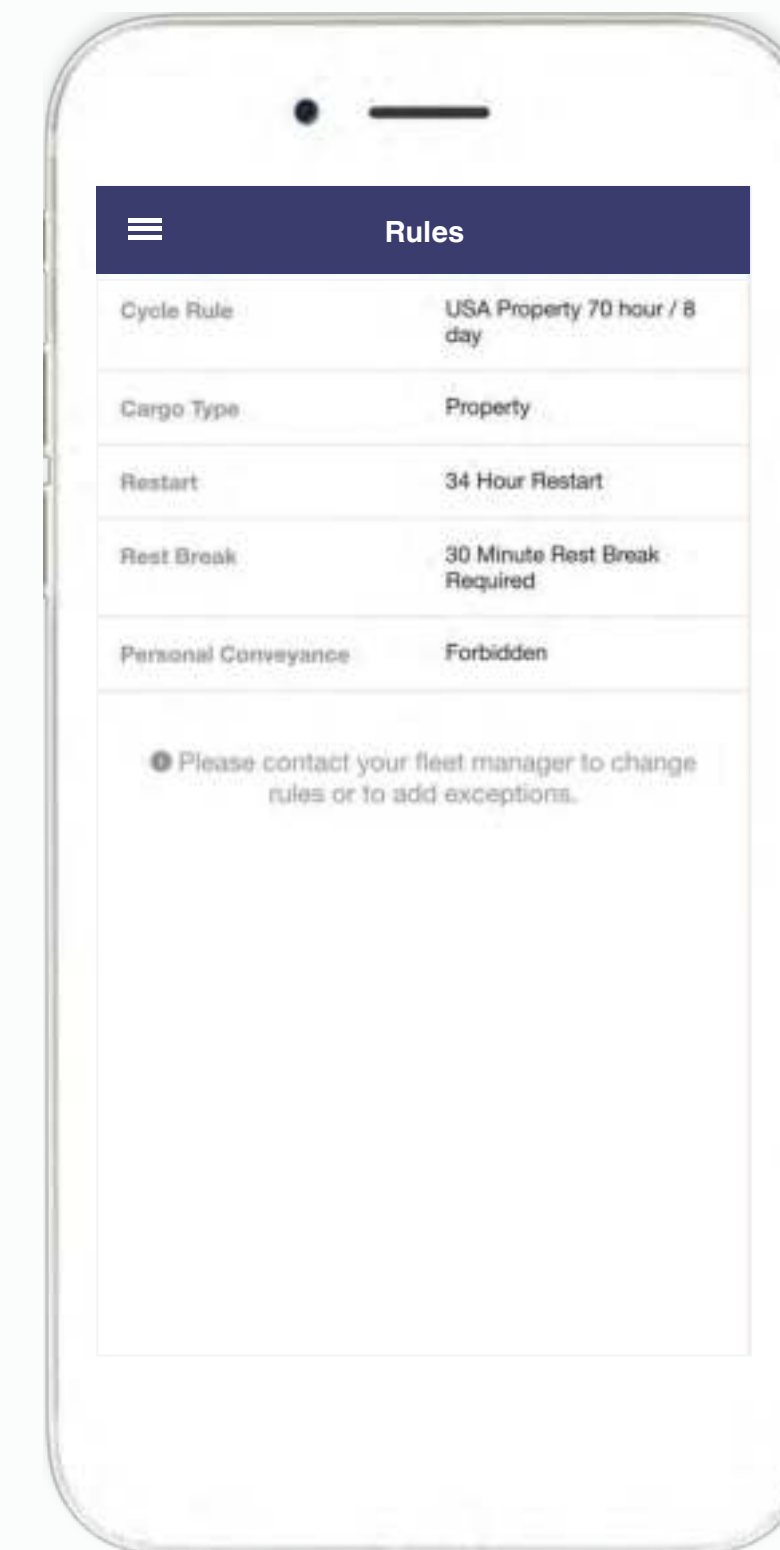 Rules
Cycle Rule
USA Property 70 hour / 8
day
Cargo Type
Property
Restart
34 Hour Restart
Rest Break
30 Minute Rest Break
Required
Personal Conveyance
Forbidden
Please contact your fleet manager to change
rules or to add exceptions.